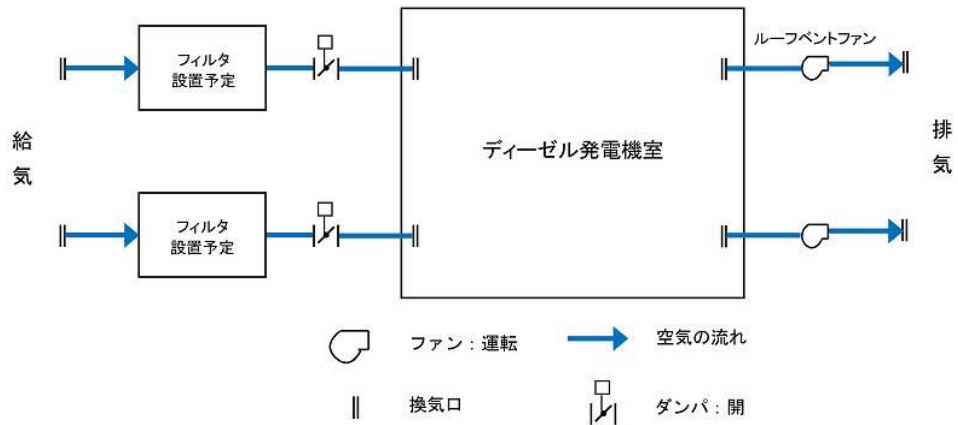 ルーフベントファン
フィルタ
設置予定
給気
ディーゼル発電機室
排気
フィルタ
設置予定
ファン：運転
空気の流れ
換気口
ダンパ：開